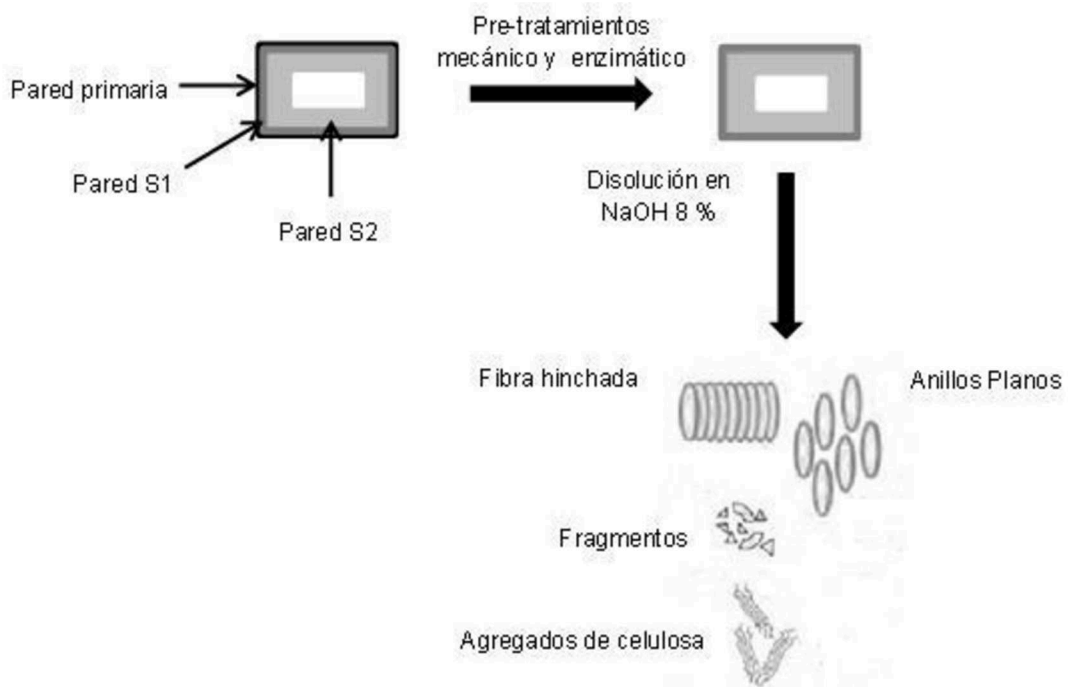 Pre-tratamientos
mecánico y enzimático
Pared primaria
Pared S1
Pared S2
Disolución en
NaOH 8 %
Fibra hinchada
Anillos Planos
Fragmentos
Agregados de celulosa